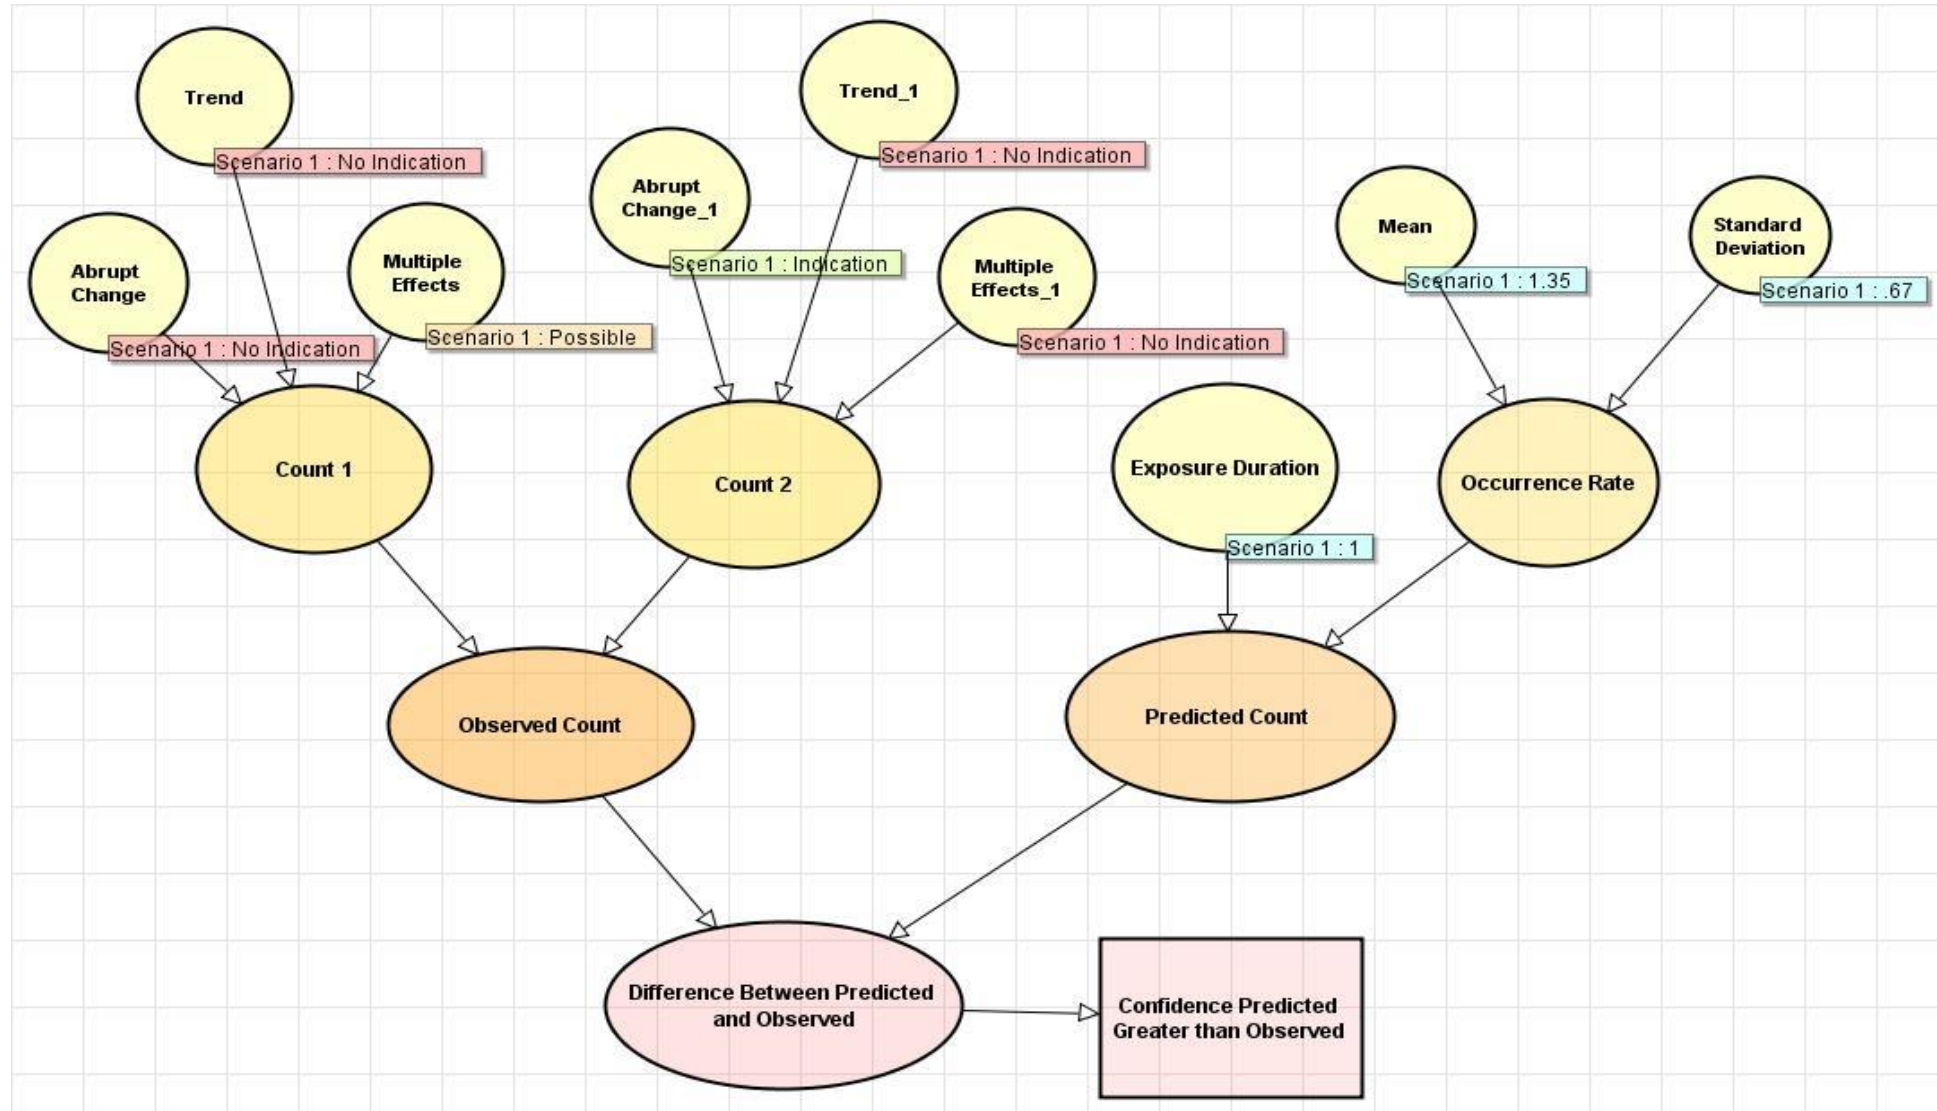 Trend
Scenario 1 : No Indication
Trend_1
Scenario 1 : No Indication
Abrupt
Change_1
Scenario 1 : Indication
Abrupt
Change
Scenario 1 : No Indication
Multiple
Effects
Scenario 1 : Possible
Multiple
Effects_1
Scenario 1 : No Indication
Mean
Scenario 1 : 1.35
Standard
Deviation
Scenario 1 : .67
Count 1
Count 2
Exposure Duration
Scenario 1 : 1
Occurrence Rate
Observed Count
Predicted Count
Difference Between Predicted
and Observed
Confidence Predicted
Greater than Observed